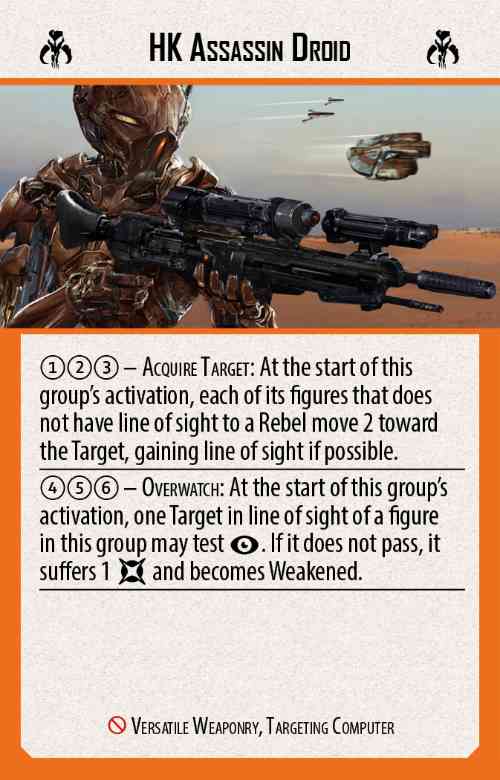 HK Assassin Droid
①②③ – Acquire Target: At the start of this
group's activation, each of its figures that does
not have line of sight to a Rebel move 2 toward
the Target, gaining line of sight if possible.
④⑤⑥ – Overwatch: At the start of this group's
activation, one Target in line of sight of a figure
in this group may test . If it does not pass, it
suffers 1 and becomes Weakened.
Versatile Weaponry, Targeting Computer